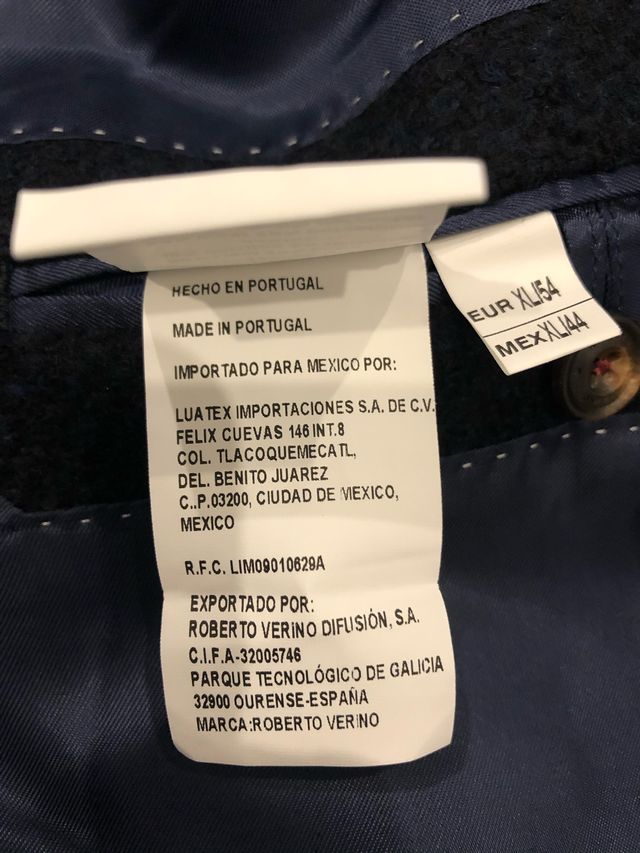 HECHO EN PORTUGAL
MADE IN PORTUGAL
IMPORTADO PARA MEXICO POR:
LUATEX IMPORTACIONES S.A. DE C.V.
FELIX CUEVAS 146 INT.8
COL. TLACOQUEMECATL,
DEL. BENITO JUAREZ
C..P.03200, CIUDAD DE MEXICO,
MEXICO
R.F.C. LIM09010629A
EXPORTADO POR:
ROBERTO VERINO DIFUSIÓN, S.A.
C.I.F.A-32005746
PARQUE TECNOLÓGICO DE GALICIA
32900 OURENSE-ESPAÑA
MARCA:ROBERTO VERINO
EUR XL/54
MEX XL/44